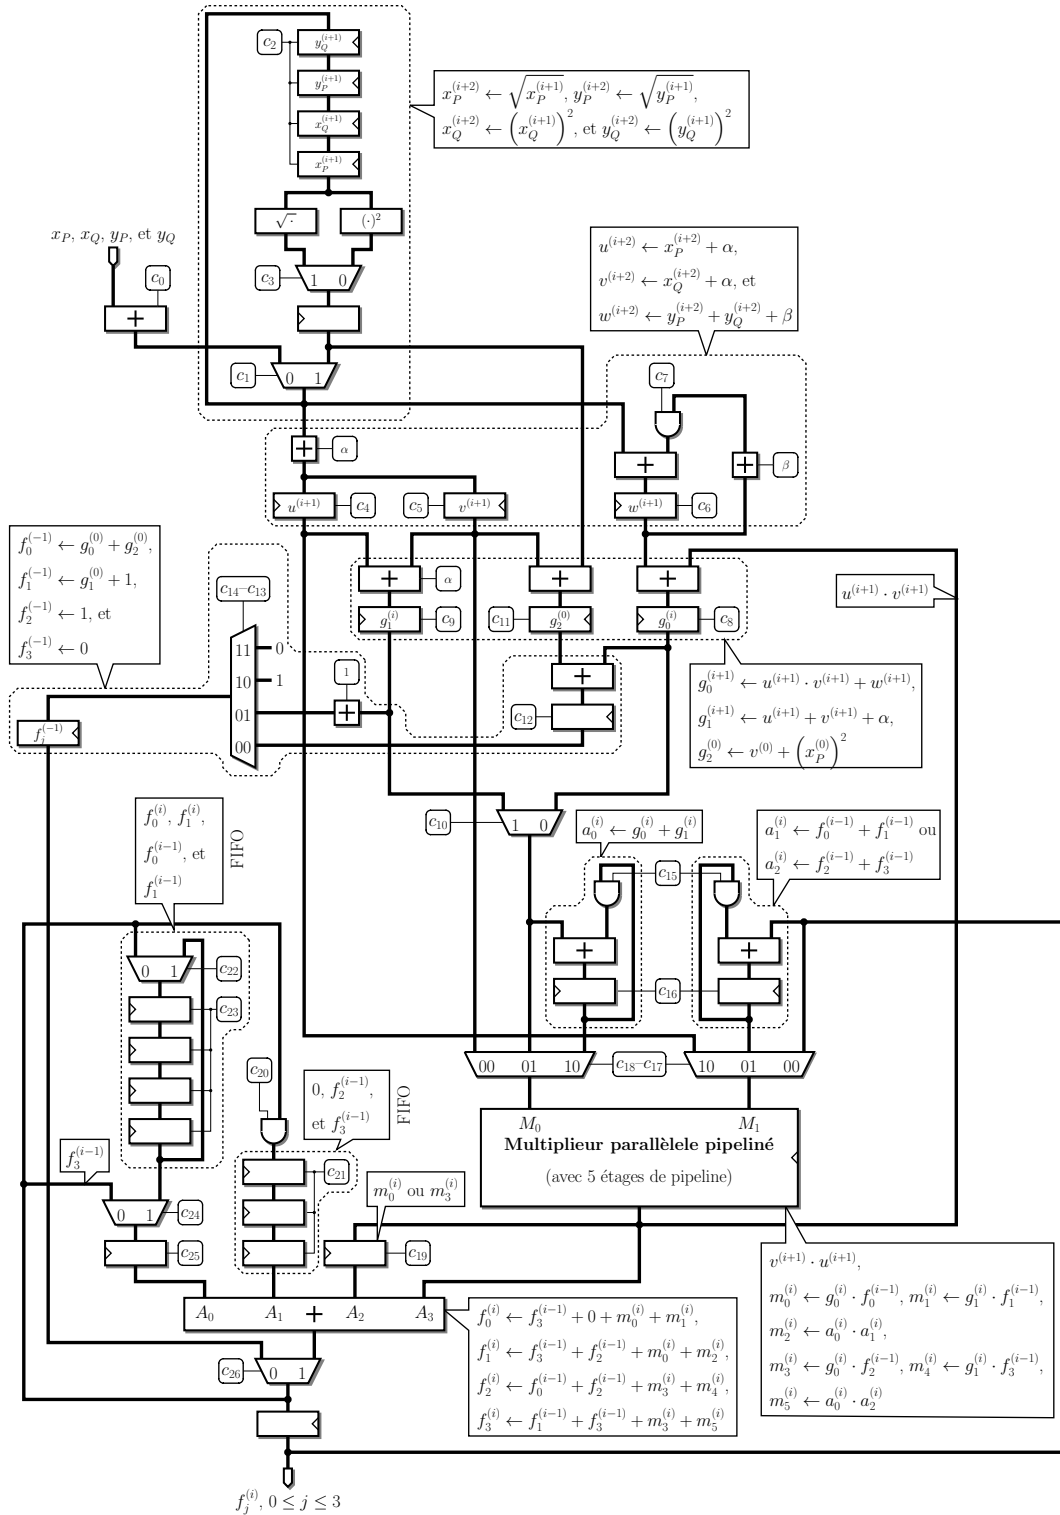 c_2
y_Q^{(i+1)}
y_P^{(i+1)}
x_Q^{(i+1)}
x_P^{(i+1)}
x_P^{(i+2)} ← √x_P^{(i+1)}, y_P^{(i+2)} ← √y_P^{(i+1)},
x_Q^{(i+2)} ← (x_Q^{(i+1)})^2, et y_Q^{(i+2)} ← (y_Q^{(i+1)})^2
√· (·)^2
x_P, x_Q, y_P, et y_Q
c_0
+
c_3
1 0
c_1
0 1
u^{(i+2)} ← x_P^{(i+2)} + α,
v^{(i+2)} ← x_Q^{(i+2)} + α, et
w^{(i+2)} ← y_P^{(i+2)} + y_Q^{(i+2)} + β
c_7
+ α
+ + β
u^{(i+1)} c_4 c_5 v^{(i+1)} w^{(i+1)} c_6
f_0^{(-1)} ← g_0^{(0)} + g_2^{(0)},
f_1^{(-1)} ← g_1^{(0)} + 1,
f_2^{(-1)} ← 1, et
f_3^{(-1)} ← 0
c_14–c_13
+ α + +
g_1^{(i)} c_9 c_11 g_2^{(0)} g_0^{(i)} c_8
u^{(i+1)} · v^{(i+1)}
11 0
10 1
01
00
1
+
+
c_12
f_j^{(-1)}
g_0^{(i+1)} ← u^{(i+1)} · v^{(i+1)} + w^{(i+1)},
g_1^{(i+1)} ← u^{(i+1)} + v^{(i+1)} + α,
g_2^{(0)} ← v^{(0)} + (x_P^{(0)})^2
c_10
1 0
a_0^{(i)} ← g_0^{(i)} + g_1^{(i)}
a_1^{(i)} ← f_0^{(i-1)} + f_1^{(i-1)} ou
a_2^{(i)} ← f_2^{(i-1)} + f_3^{(i-1)}
f_0^{(i)}, f_1^{(i)},
f_0^{(i-1)}, et
f_1^{(i-1)}
FIFO
c_15
+ +
c_16
0 1 c_22
c_23
00 01 10 c_18–c_17 10 01 00
c_20
0, f_2^{(i-1)},
et f_3^{(i-1)}
FIFO
M_0 M_1
Multiplieur parallèlele pipeliné
(avec 5 étages de pipeline)
f_3^{(i-1)}
c_21
m_0^{(i)} ou m_3^{(i)}
0 1 c_24
c_25
c_19
A_0 A_1 + A_2 A_3
c_26
0 1
f_0^{(i)} ← f_3^{(i-1)} + 0 + m_0^{(i)} + m_1^{(i)},
f_1^{(i)} ← f_3^{(i-1)} + f_2^{(i-1)} + m_0^{(i)} + m_2^{(i)},
f_2^{(i)} ← f_0^{(i-1)} + f_2^{(i-1)} + m_3^{(i)} + m_4^{(i)},
f_3^{(i)} ← f_1^{(i-1)} + f_3^{(i-1)} + m_3^{(i)} + m_5^{(i)}
v^{(i+1)} · u^{(i+1)},
m_0^{(i)} ← g_0^{(i)} · f_0^{(i-1)}, m_1^{(i)} ← g_1^{(i)} · f_1^{(i-1)},
m_2^{(i)} ← a_0^{(i)} · a_1^{(i)},
m_3^{(i)} ← g_0^{(i)} · f_2^{(i-1)}, m_4^{(i)} ← g_1^{(i)} · f_3^{(i-1)},
m_5^{(i)} ← a_0^{(i)} · a_2^{(i)}
f_j^{(i)}, 0 ≤ j ≤ 3